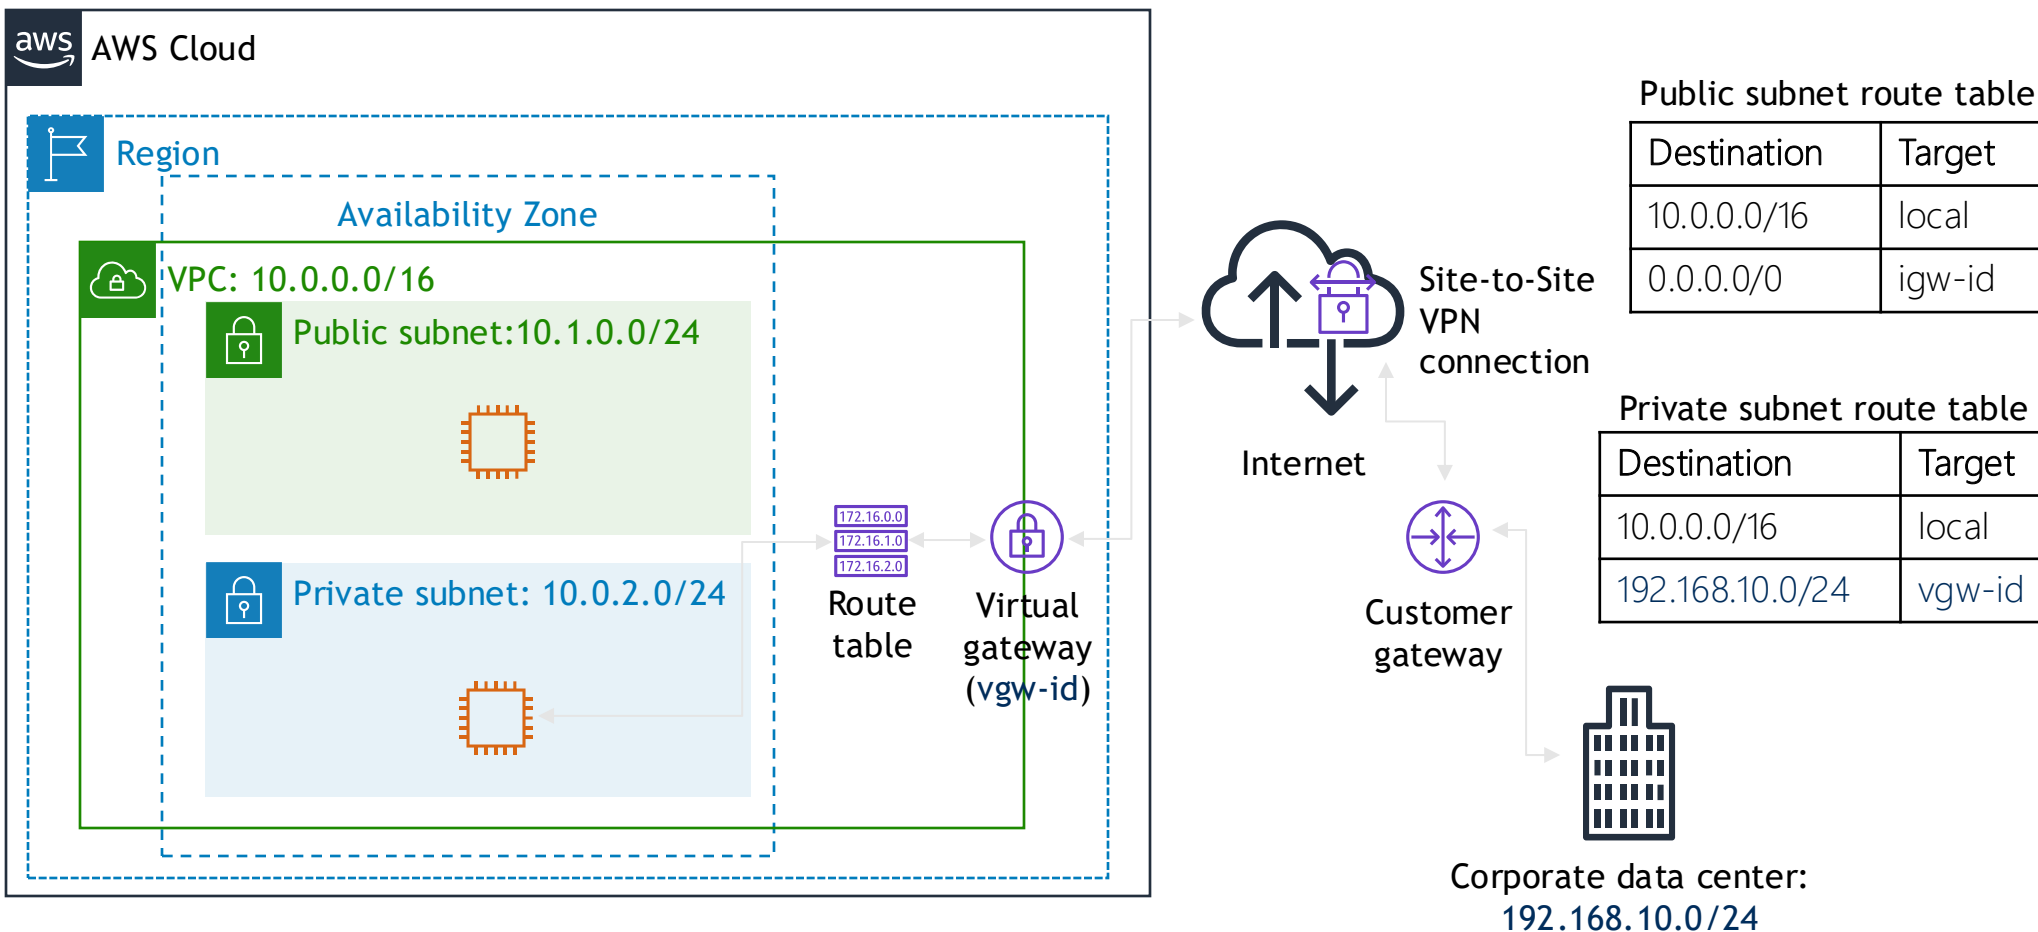 aws
AWS Cloud
Region
Availability Zone
VPC: 10.0.0.0/16
Public subnet:10.1.0.0/24
Private subnet: 10.0.2.0/24
172.16.0.0
172.16.1.0
172.16.2.0
Route
table
Virtual
gateway
(vgw-id)
Site-to-Site
VPN
connection
Internet
Customer
gateway
Corporate data center:
192.168.10.0/24
Public subnet route table
Destination Target
10.0.0.0/16 local
0.0.0.0/0 igw-id
Private subnet route table
Destination Target
10.0.0.0/16 local
192.168.10.0/24 vgw-id